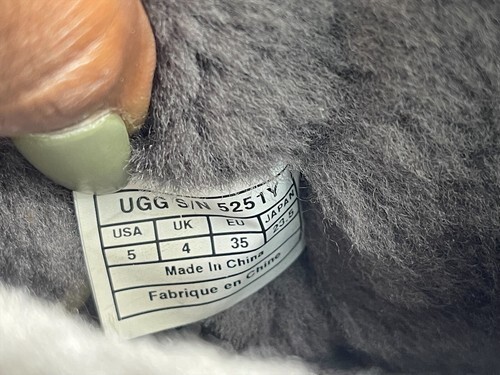 UGG S/N 5251Y
USA UK EU JAPAN
5 4 35 23.5
Made In China
Fabrique en Chine